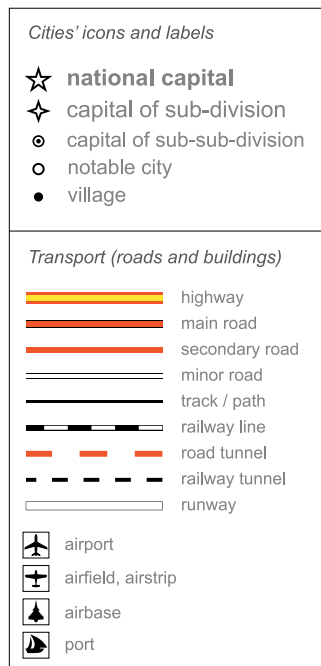 Cities' icons and labels
national capital
capital of sub-division
capital of sub-sub-division
notable city
village
Transport (roads and buildings)
highway
main road
secondary road
minor road
track / path
railway line
road tunnel
railway tunnel
runway
airport
airfield, airstrip
airbase
port